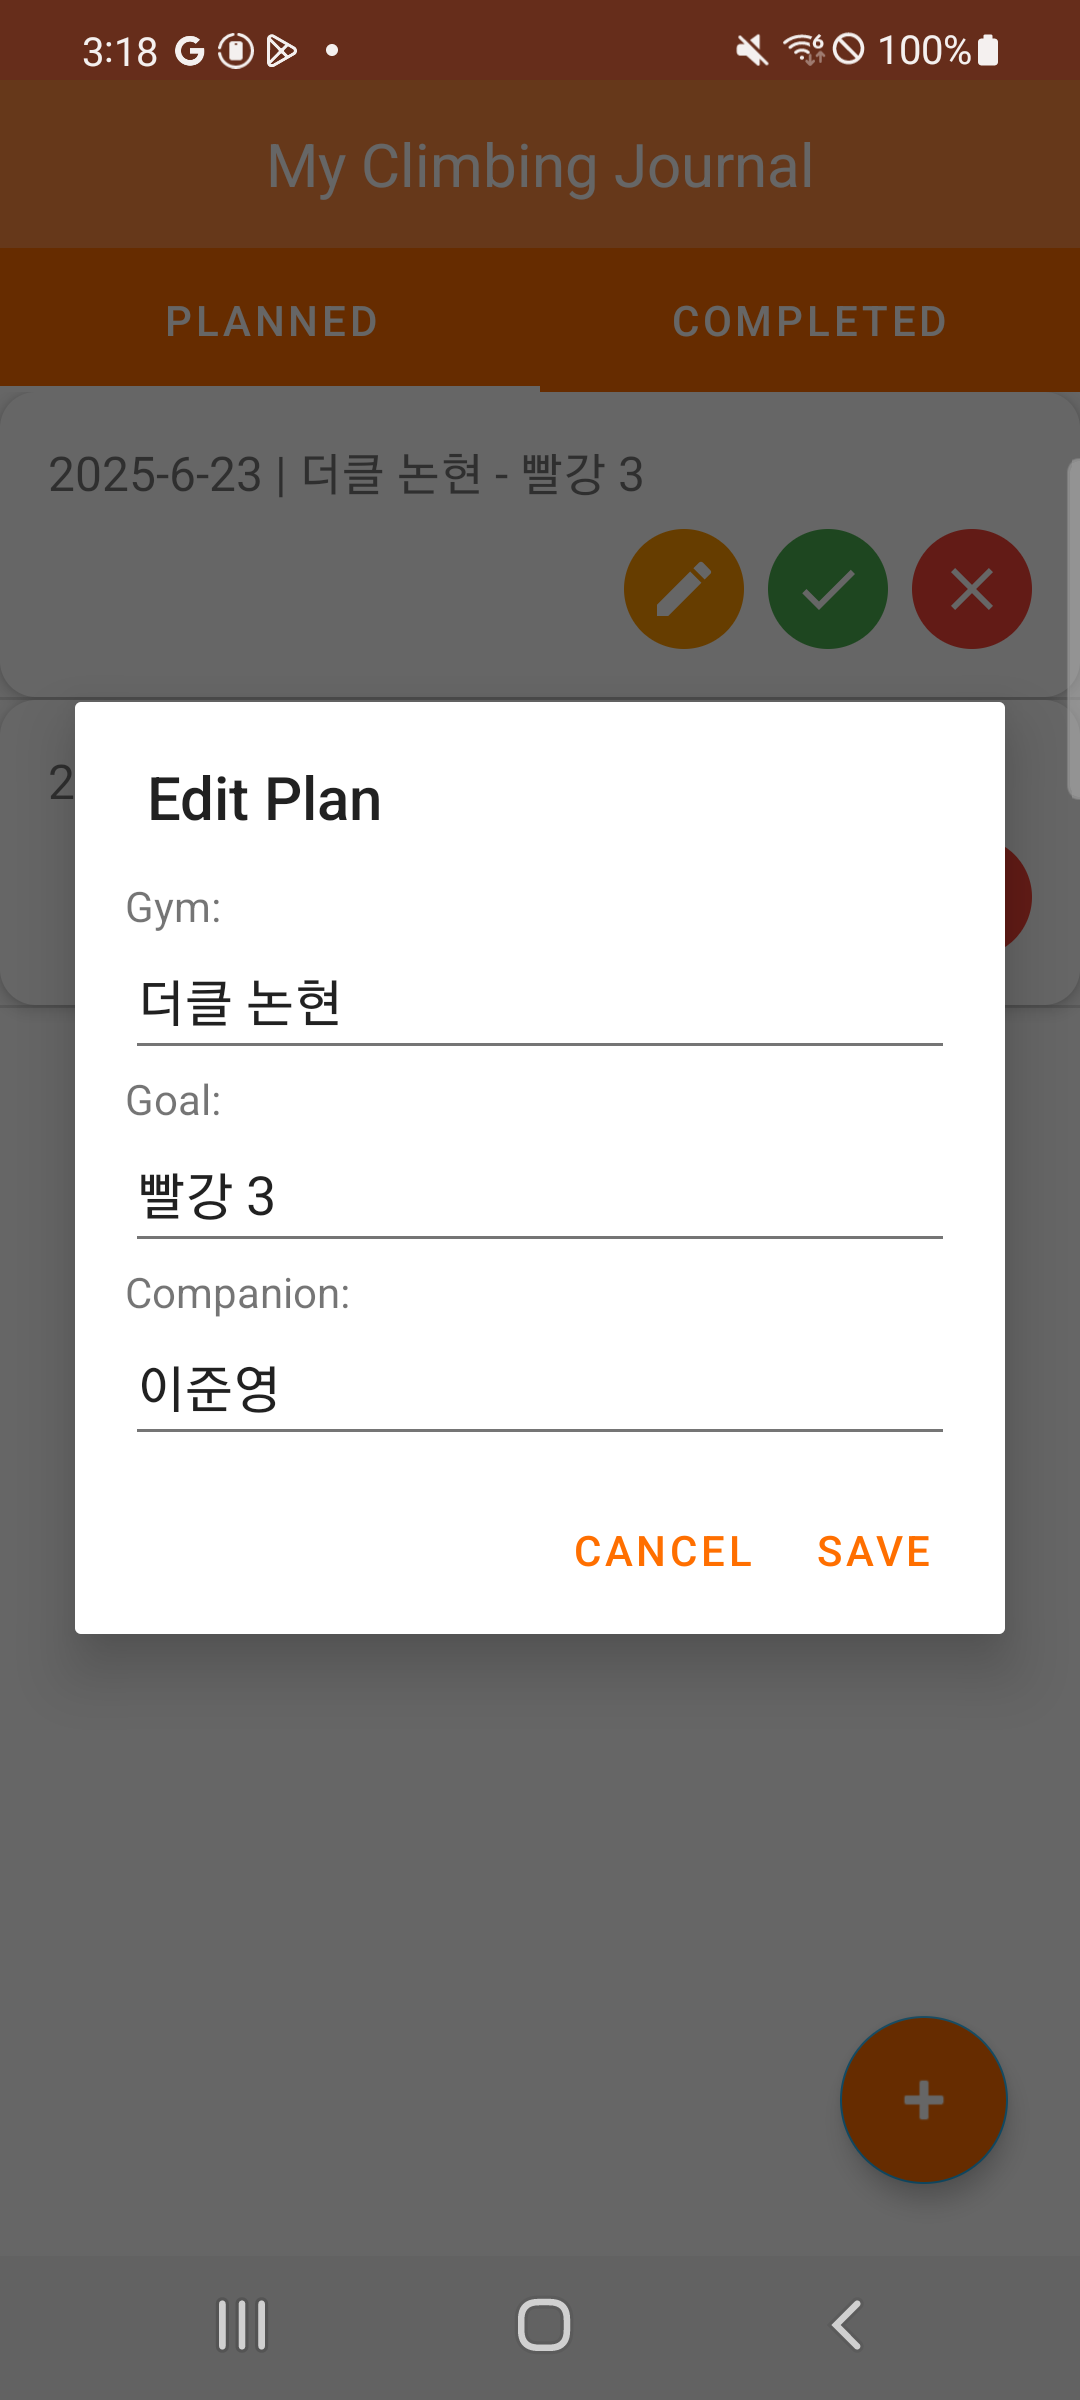 3:18
100%
My Climbing Journal
PLANNED
COMPLETED
2025-6-23 | 더클 논현 - 빨강 3
2
Edit Plan
Gym:
더클 논현
Goal:
빨강 3
Companion:
이준영
CANCEL
SAVE